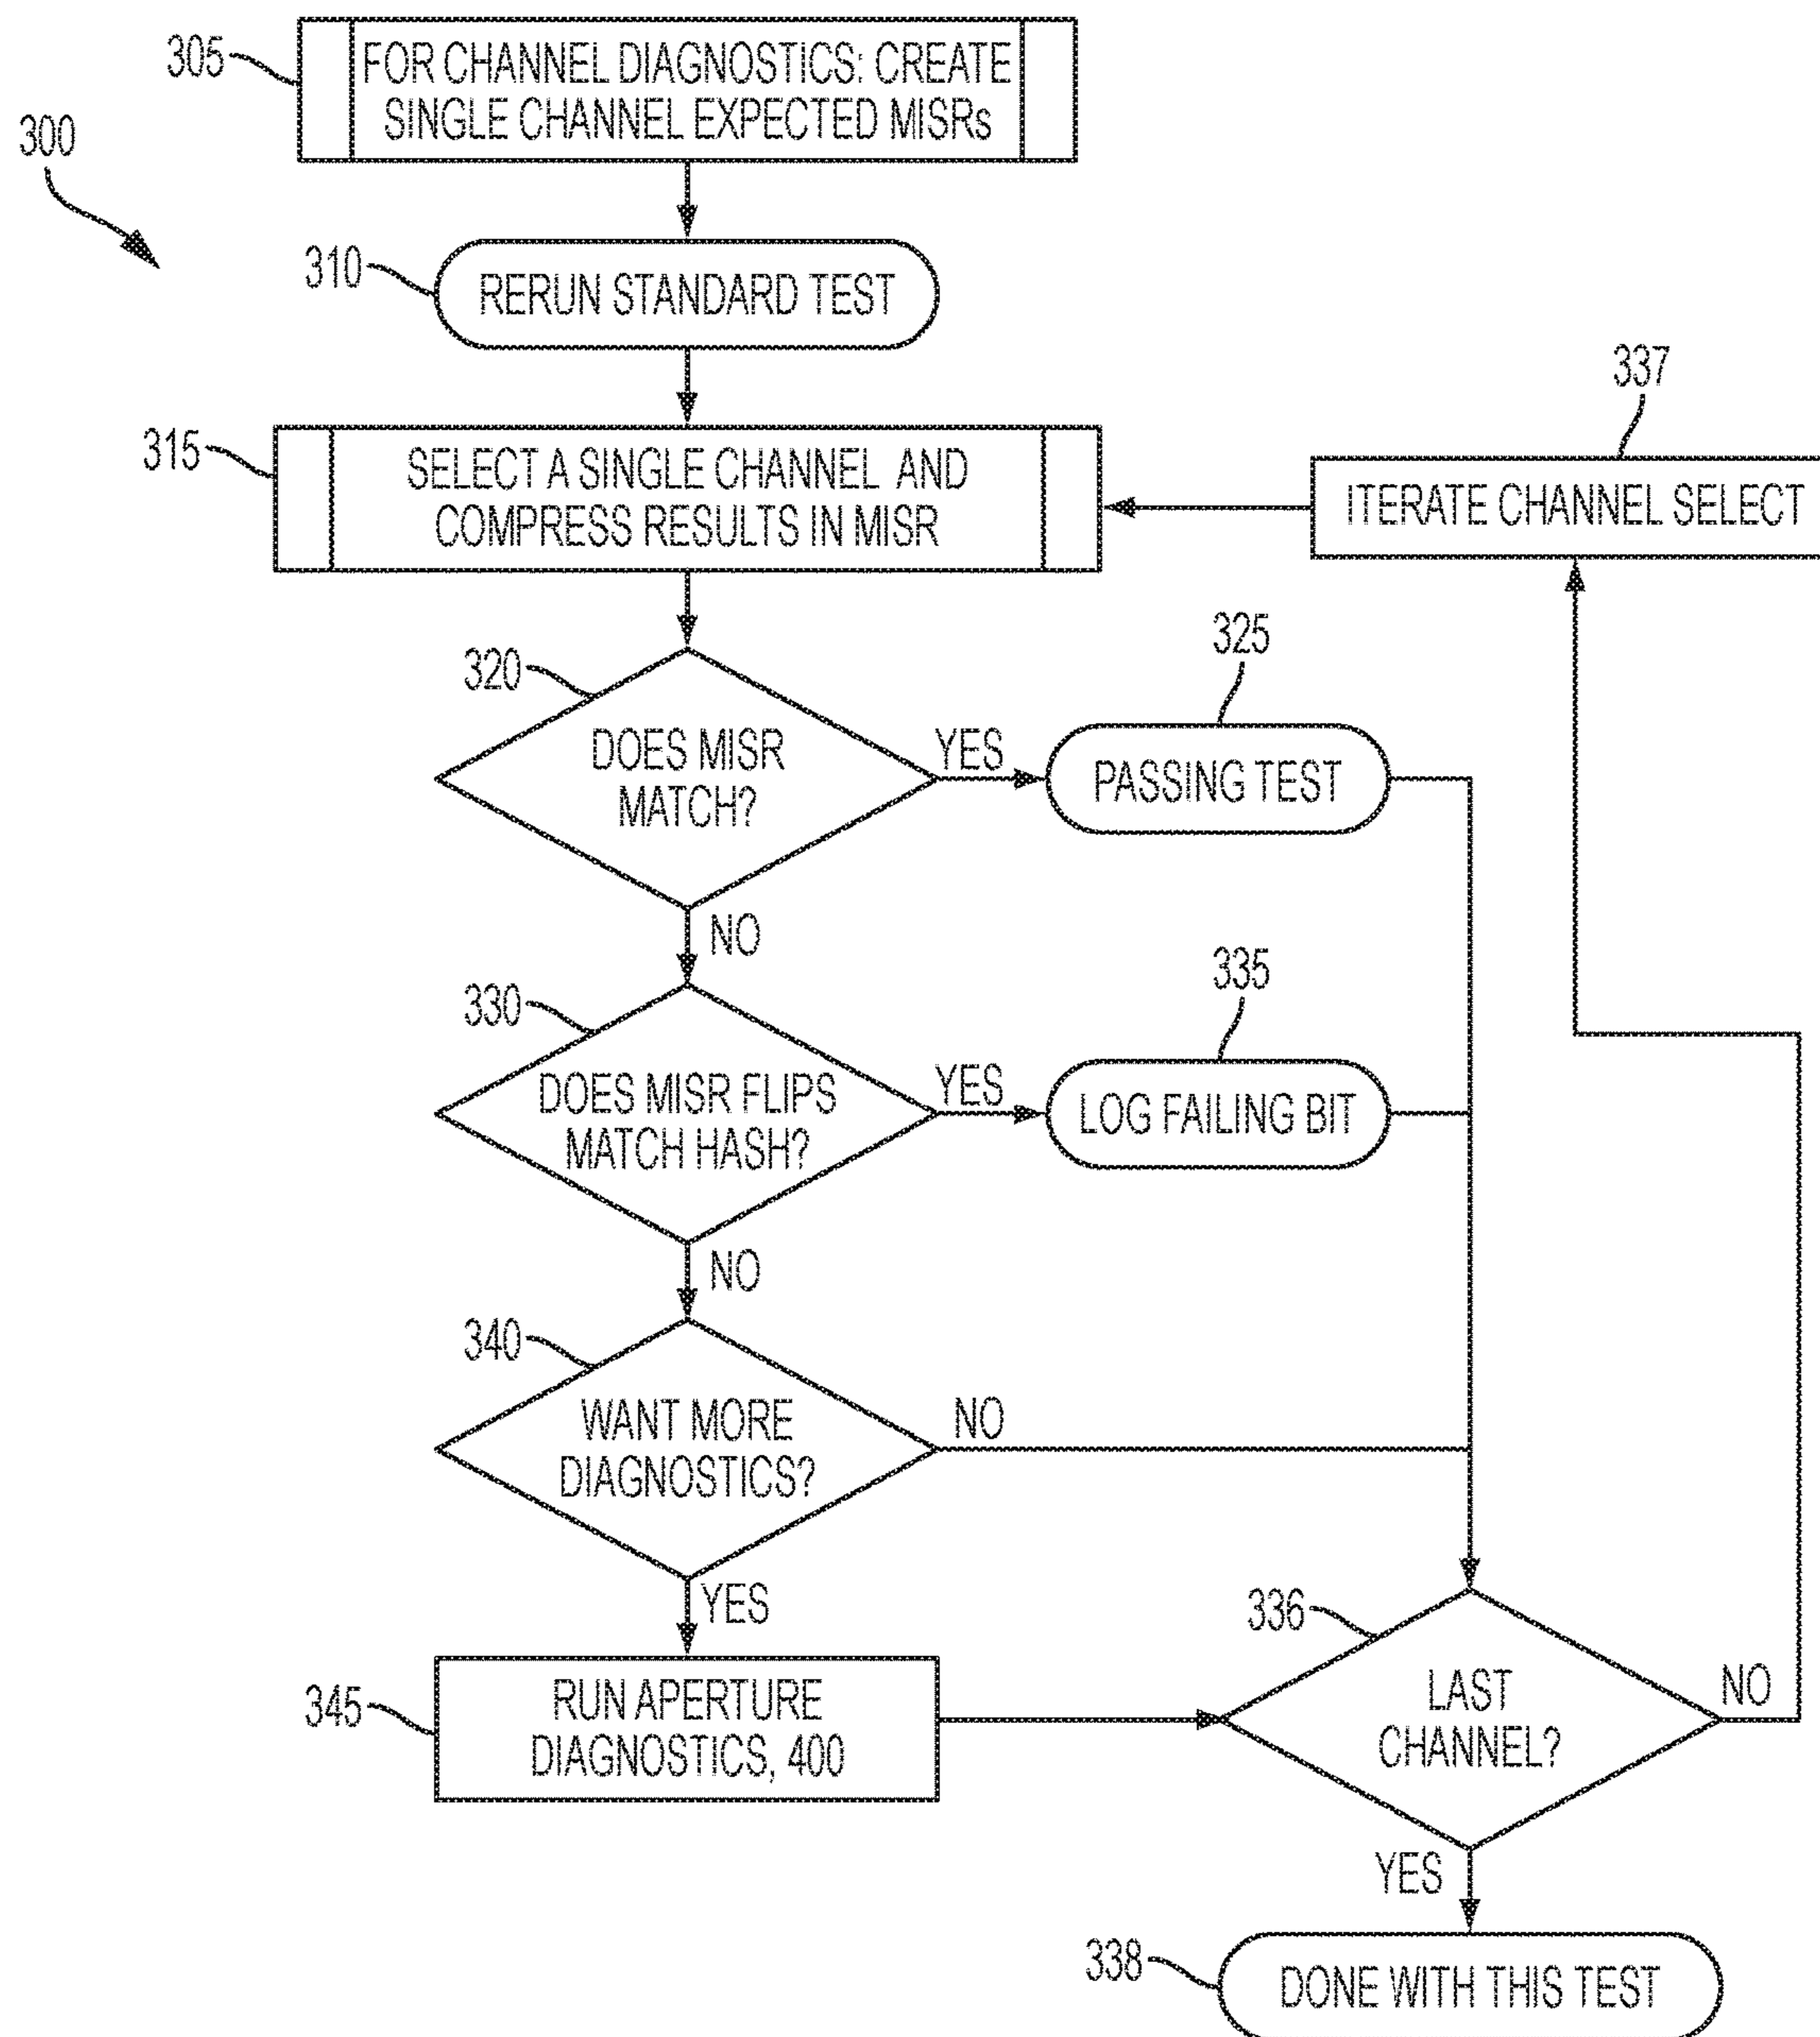 305
FOR CHANNEL DIAGNOSTICS: CREATE
SINGLE CHANNEL EXPECTED MISRs
300
310
RERUN STANDARD TEST
337
315
SELECT A SINGLE CHANNEL AND
COMPRESS RESULTS IN MISR
ITERATE CHANNEL SELECT
320
DOES MISR
MATCH?
YES
325
PASSING TEST
NO
330
DOES MISR FLIPS
MATCH HASH?
YES
335
LOG FAILING BIT
NO
340
WANT MORE
DIAGNOSTICS?
NO
YES
345
RUN APERTURE
DIAGNOSTICS, 400
336
LAST
CHANNEL?
NO
YES
338
DONE WITH THIS TEST